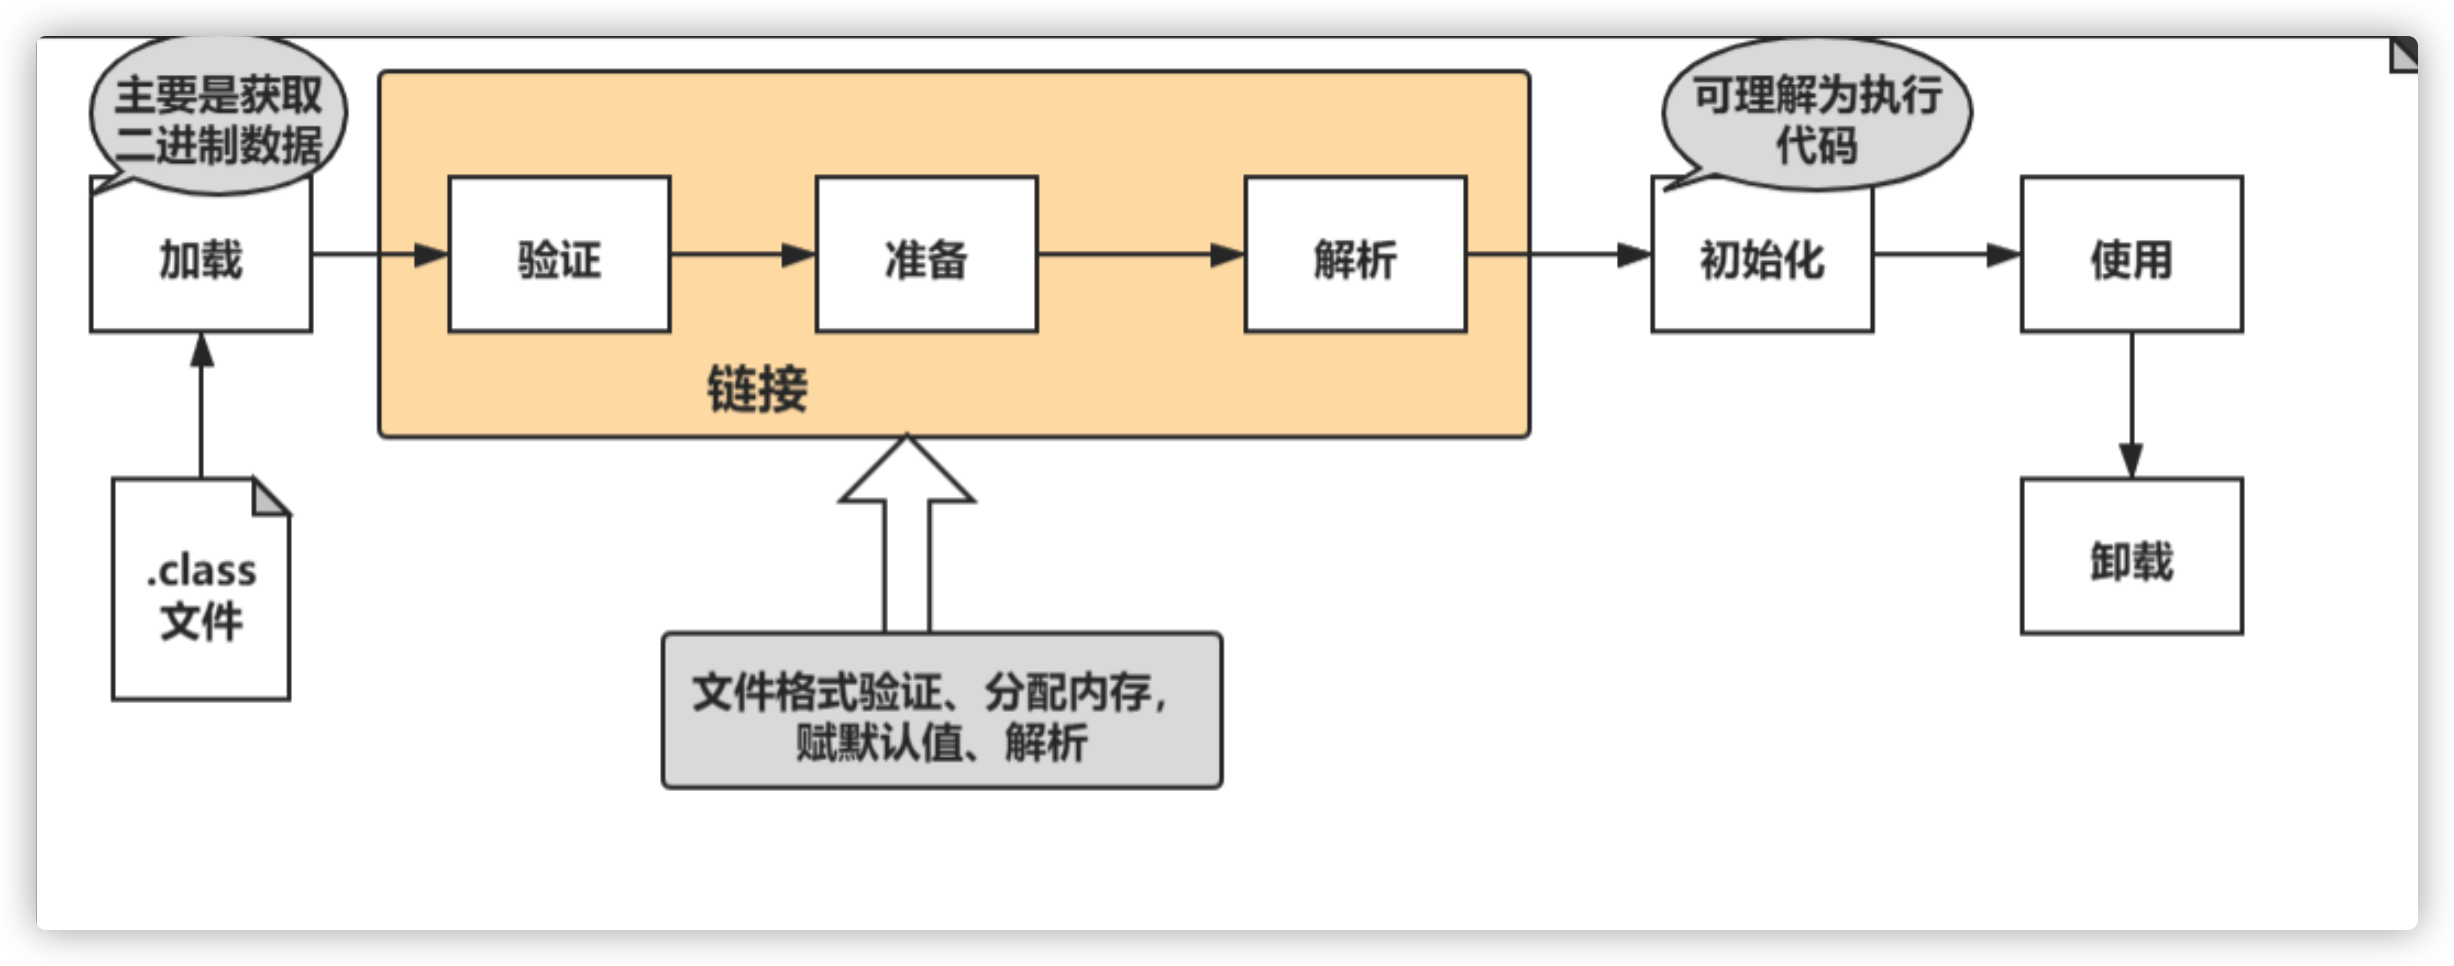 主要是获取
二进制数据
可理解为执行
代码
加载
验证
准备
解析
初始化
使用
链接
.class
文件
卸载
文件格式验证、分配内存，
赋默认值、解析